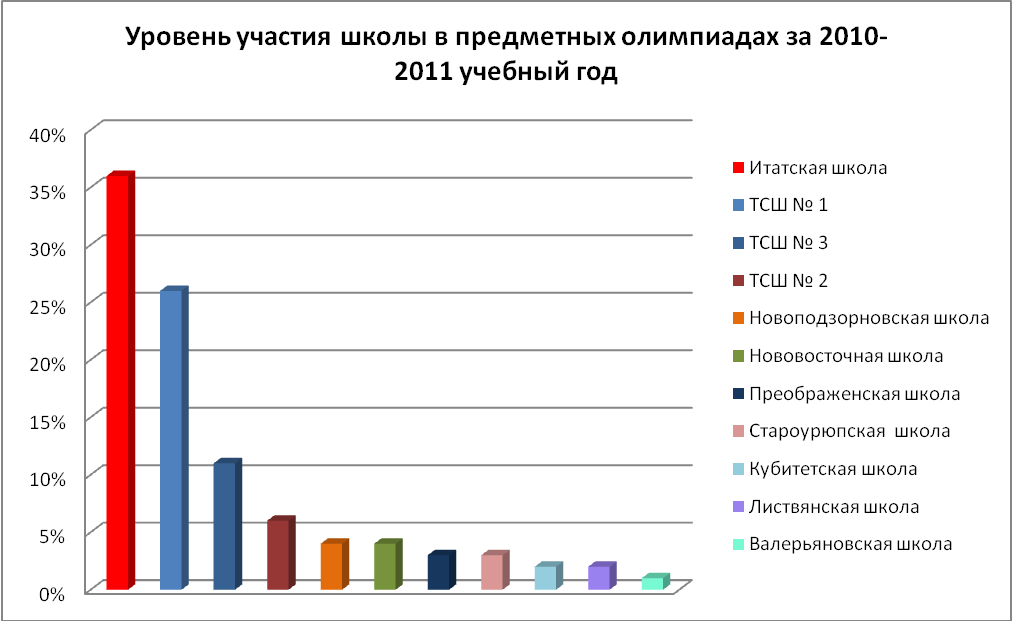 Уровень участия школы в предметных олимпиадах за 2010-
2011 учебный год
40%
35%
30%
25%
20%
15%
10%
5%
0%
Итатская школа
ТСШ № 1
ТСШ № 3
ТСШ № 2
Новоподзорновская школа
Нововосточная школа
Преображенская школа
Староурюпская  школа
Кубитетская школа
Листвянская школа
Валерьяновская школа